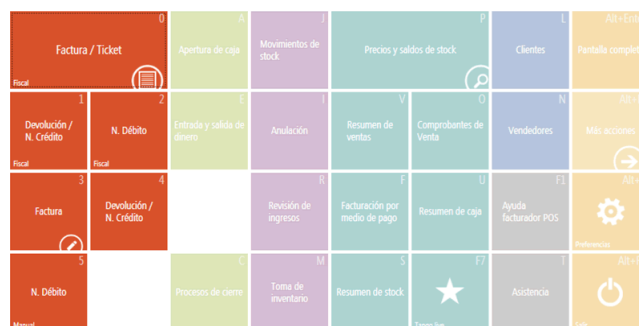 0
Factura / Ticket
Fiscal
A
Apertura de caja
J
Movimientos de
stock
P
Precios y saldos de stock
L
Clientes
Alt+Entr
Pantalla complet
1
Devolución /
N. Crédito
Fiscal
2
N. Débito
Fiscal
E
Entrada y salida de
dinero
I
Anulación
V
Resumen de
ventas
O
Comprobantes de
Venta
N
Vendedores
Más acciones
3
Factura
4
Devolución /
N. Crédito
R
Revisión de
ingresos
F
Facturación por
medio de pago
U
Resumen de caja
F1
Ayuda
facturador POS
Alt+
Preferencias
5
N. Débito
Manual
C
Procesos de cierre
M
Toma de
inventario
S
Resumen de stock
F7
T
Asistencia